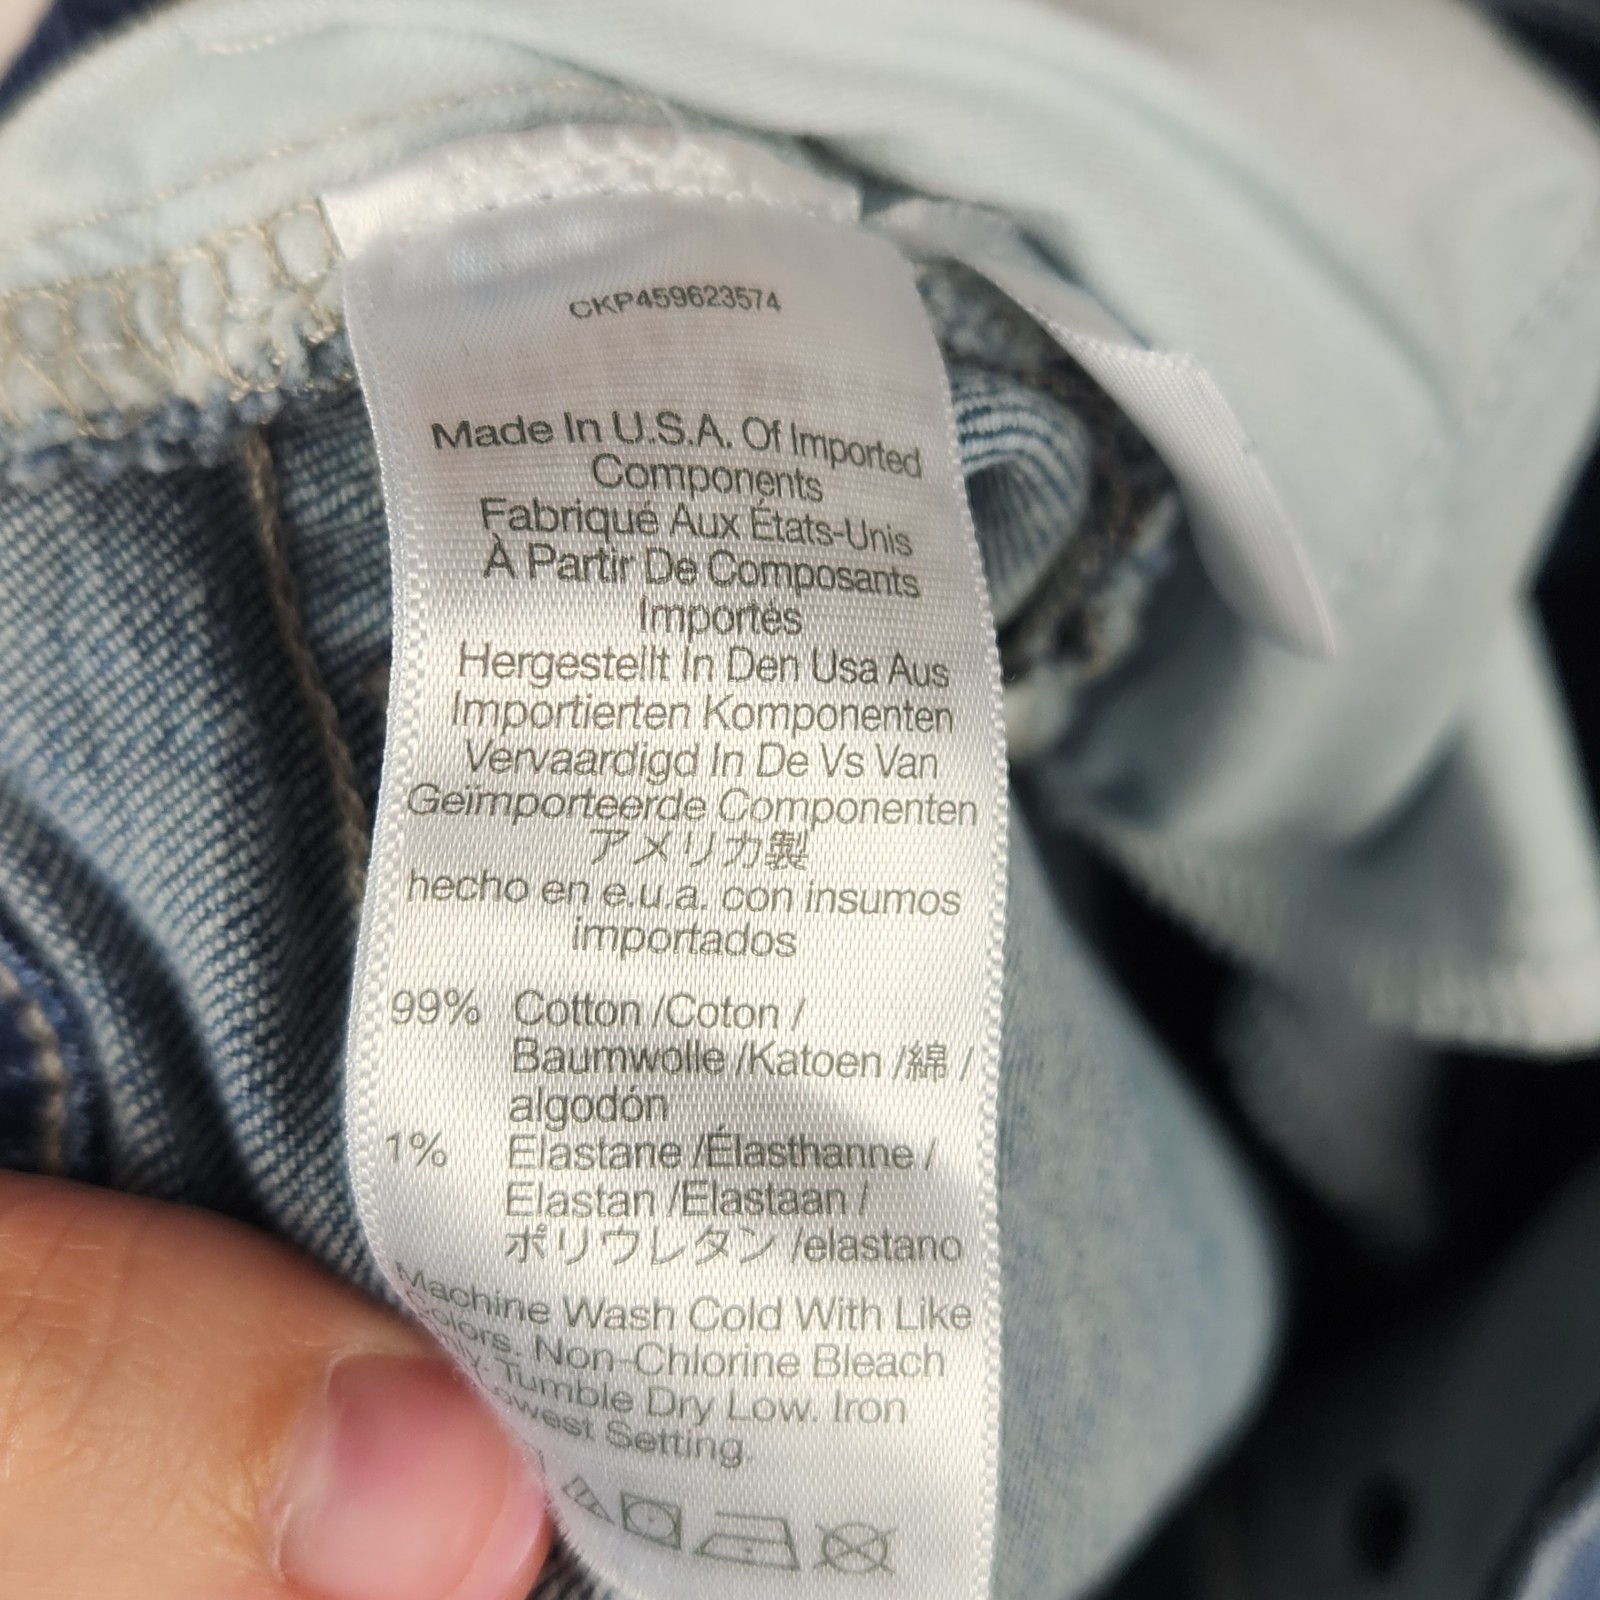 CKP459623574
Made In U.S.A. Of Imported
Components
Fabriqué Aux États-Unis
À Partir De Composants
Importés
Hergestellt In Den Usa Aus
Importierten Komponenten
Vervaardigd In De Vs Van
Geïmporteerde Componenten
アメリカ製
hecho en e.u.a. con insumos
importados
99% Cotton /Coton /
Baumwolle /Katoen /綿 /
algodón
1% Elastane /Élasthanne /
Elastan /Elastaan /
ポリウレタン /elastano
Machine Wash Cold With Like
Colors. Non-Chlorine Bleach
Tumble Dry Low. Iron
Lowest Setting.